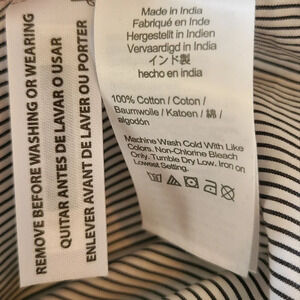 REMOVE BEFORE WASHING OR WEARING
QUITAR ANTES DE LAVAR O USAR
ENLEVER AVANT DE LAVER OU PORTER
Made in India
Fabriqué en Inde
Hergestellt in Indien
Vervaardigd in India
インド製
hecho en india
100% Cotton / Coton /
Baumwolle / Katoen / 綿 /
algodón
Machine Wash Cold With Like
Colors. Non-Chlorine Bleach
Only. Tumble Dry Low. Iron on
Lowest Setting.